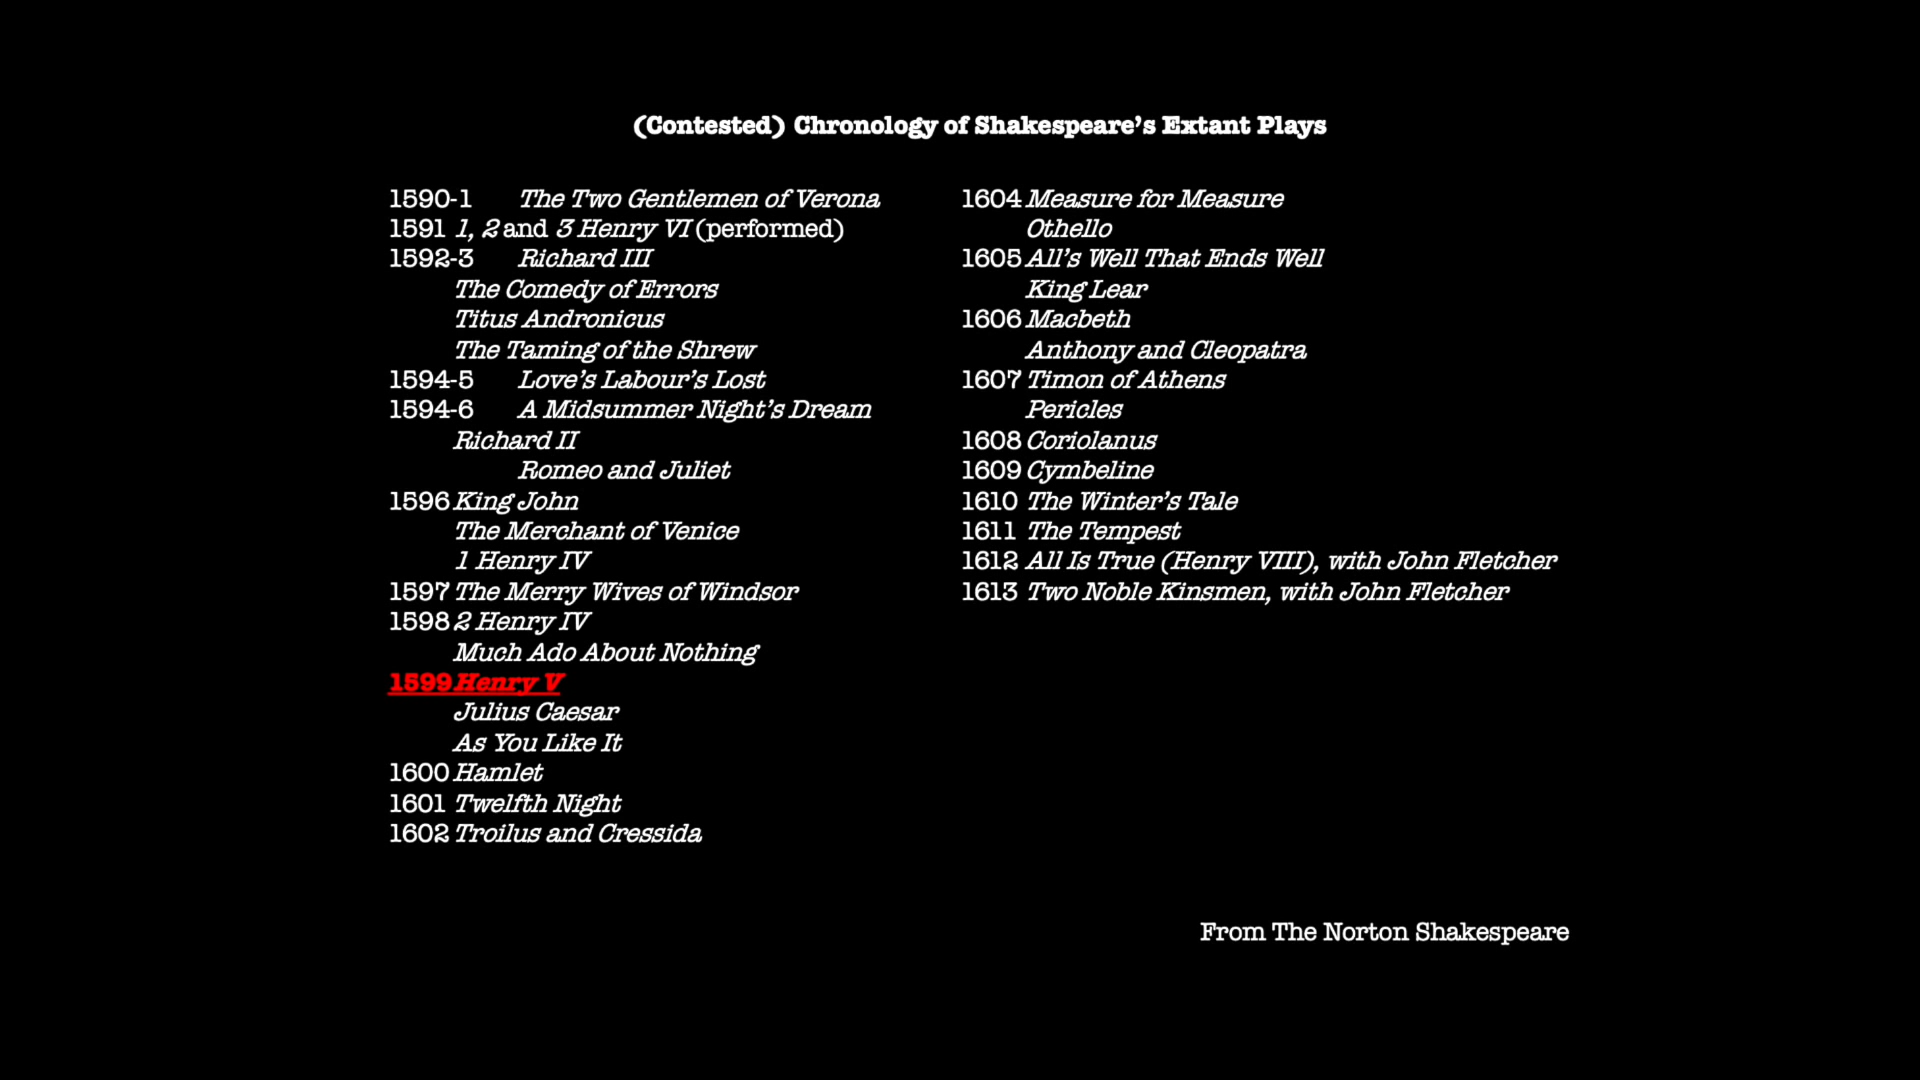 (Contested) Chronology of Shakespeare's Extant Plays
1590-1 The Two Gentlemen of Verona
1591 1, 2 and 3 Henry VI (performed)
1592-3 Richard III
The Comedy of Errors
Titus Andronicus
The Taming of the Shrew
1594-5 Love's Labour's Lost
1594-6 A Midsummer Night's Dream
Richard II
Romeo and Juliet
1596 King John
The Merchant of Venice
1 Henry IV
1597 The Merry Wives of Windsor
1598 2 Henry IV
Much Ado About Nothing
1599 Henry V
Julius Caesar
As You Like It
1600 Hamlet
1601 Twelfth Night
1602 Troilus and Cressida
1604 Measure for Measure
Othello
1605 All's Well That Ends Well
King Lear
1606 Macbeth
Anthony and Cleopatra
1607 Timon of Athens
Pericles
1608 Coriolanus
1609 Cymbeline
1610 The Winter's Tale
1611 The Tempest
1612 All Is True (Henry VIII), with John Fletcher
1613 Two Noble Kinsmen, with John Fletcher
From The Norton Shakespeare